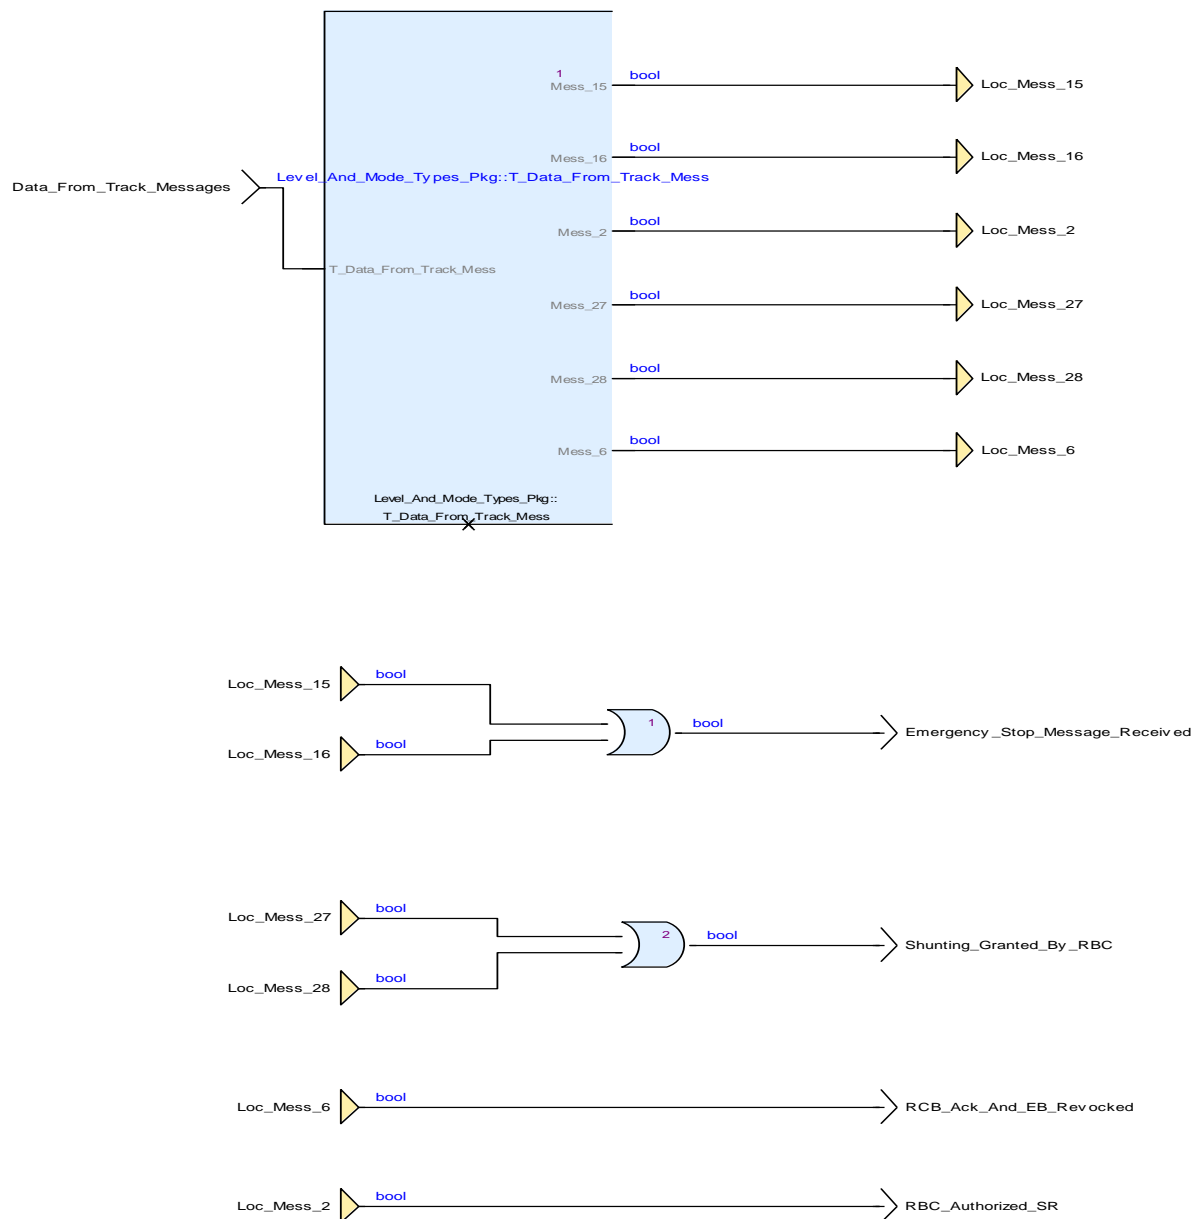 1
Mess_15
bool
Loc_Mess_15
Mess_16
bool
Loc_Mess_16
Level_And_Mode_Types_Pkg::T_Data_From_Track_Mess
Data_From_Track_Messages
Mess_2
bool
Loc_Mess_2
T_Data_From_Track_Mess
Mess_27
bool
Loc_Mess_27
Mess_28
bool
Loc_Mess_28
Mess_6
bool
Loc_Mess_6
Level_And_Mode_Types_Pkg::
T_Data_From_Track_Mess
Loc_Mess_15
bool
1
bool
Emergency_Stop_Message_Received
Loc_Mess_16
bool
Loc_Mess_27
bool
2
bool
Shunting_Granted_By_RBC
Loc_Mess_28
bool
Loc_Mess_6
bool
RCB_Ack_And_EB_Revocked
Loc_Mess_2
bool
RBC_Authorized_SR